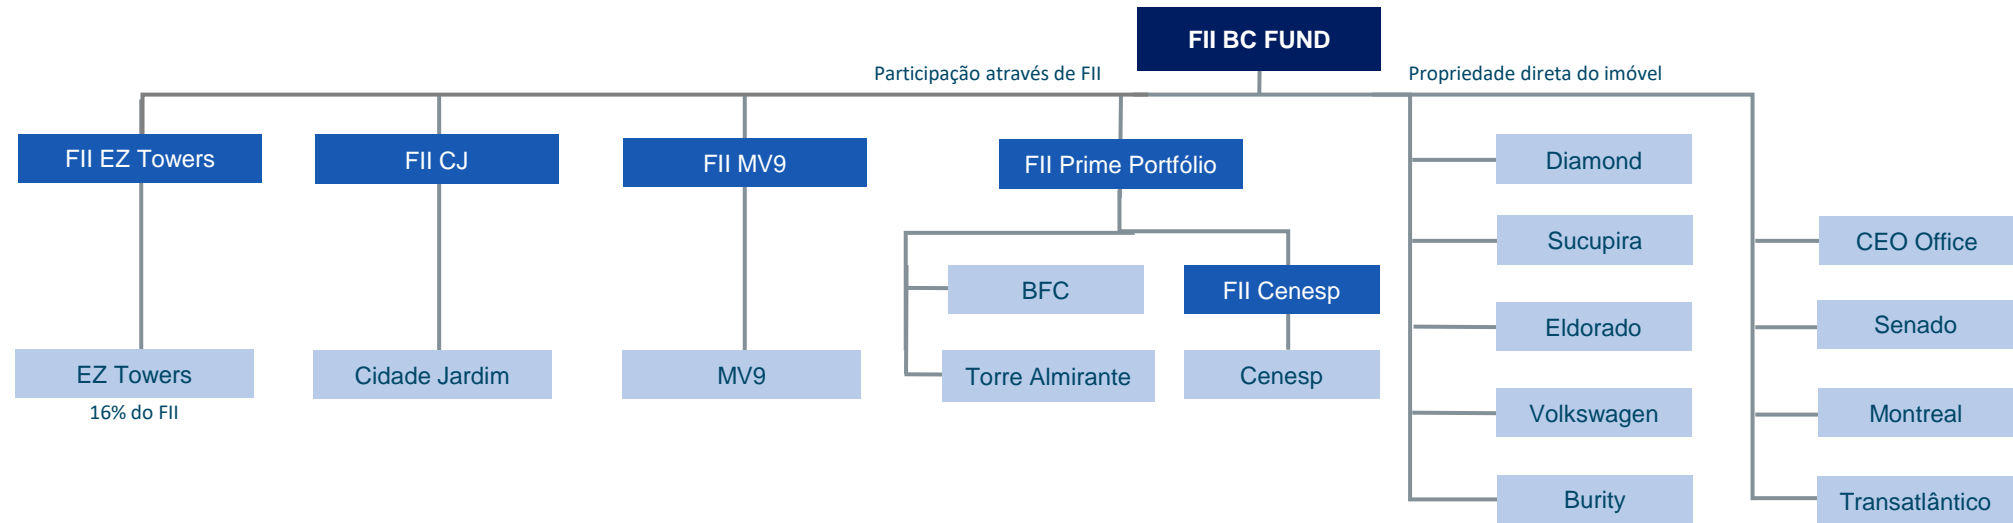 FII BC FUND
Participação através de FII
Propriedade direta do imóvel
FII EZ Towers
FII CJ
FII MV9
FII Prime Portfólio
Diamond
Sucupira
CEO Office
BFC
FII Cenesp
Eldorado
Senado
EZ Towers
Cidade Jardim
MV9
Torre Almirante
Cenesp
16% do FII
Volkswagen
Montreal
Burity
Transatlântico